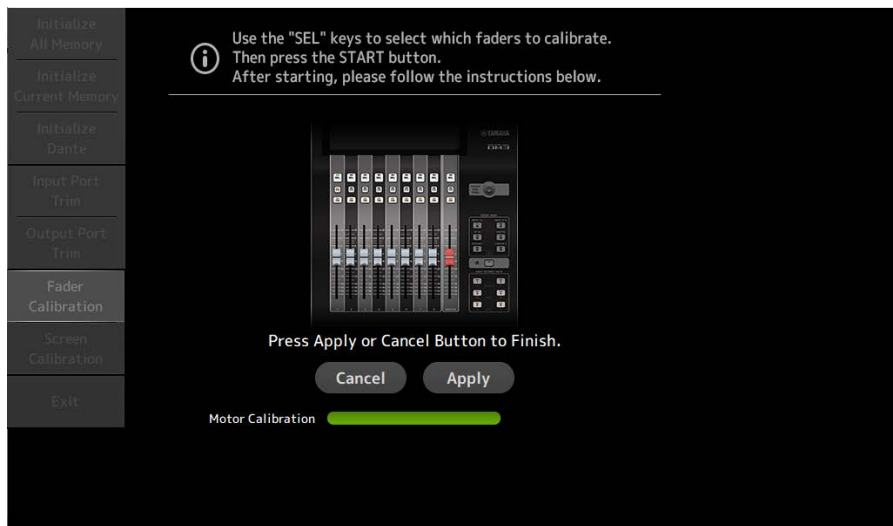 Initialize
All Memory
Initialize
Current Memory
Initialize
Dante
Input Port
Trim
Output Port
Trim
Fader
Calibration
Screen
Calibration
Exit
Use the "SEL" keys to select which faders to calibrate.
Then press the START button.
After starting, please follow the instructions below.
YAMAHA
Press Apply or Cancel Button to Finish.
Cancel
Apply
Motor Calibration